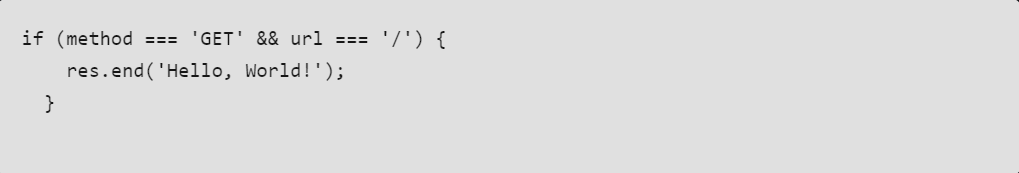 if (method === 'GET' && url === '/') {
    res.end('Hello, World!');
  }